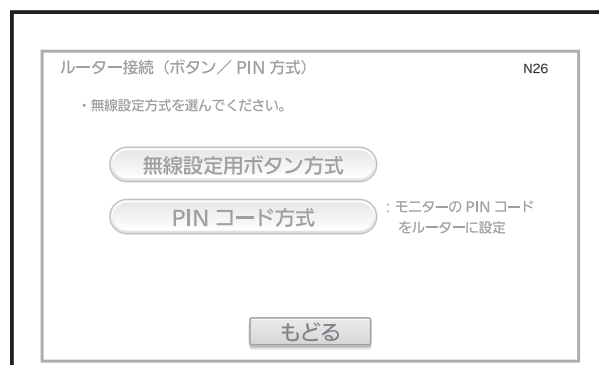 ルーター接続（ボタン／ PIN 方式）
N26
・無線設定方式を選んでください。
無線設定用ボタン方式
PIN コード方式
：モニターの PIN コード
をルーターに設定
もどる